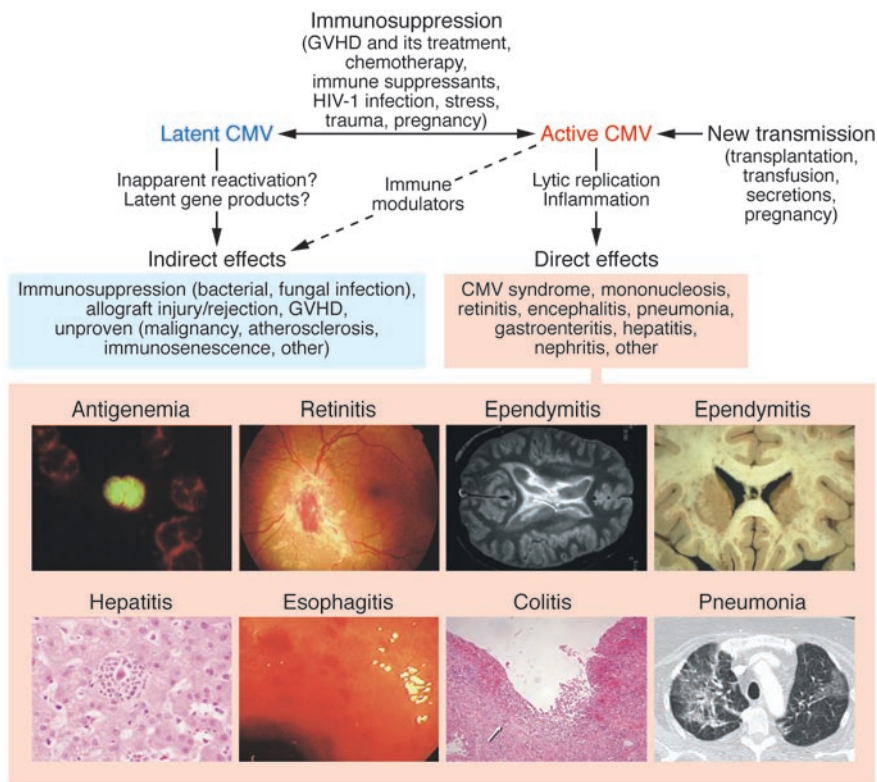 Immunosuppression
(GVHD and its treatment,
chemotherapy,
immune suppressants,
HIV-1 infection, stress,
trauma, pregnancy)
Latent CMV
Active CMV
New transmission
(transplantation,
transfusion,
secretions,
pregnancy)
Inapparent reactivation?
Latent gene products?
Immune
modulators
Lytic replication
Inflammation
Indirect effects
Immunosuppression (bacterial, fungal infection),
allograft injury/rejection, GVHD,
unproven (malignancy, atherosclerosis,
immunosenescence, other)
Direct effects
CMV syndrome, mononucleosis,
retinitis, encephalitis, pneumonia,
gastroenteritis, hepatitis,
nephritis, other
Antigenemia
Retinitis
Ependymitis
Ependymitis
Hepatitis
Esophagitis
Colitis
Pneumonia